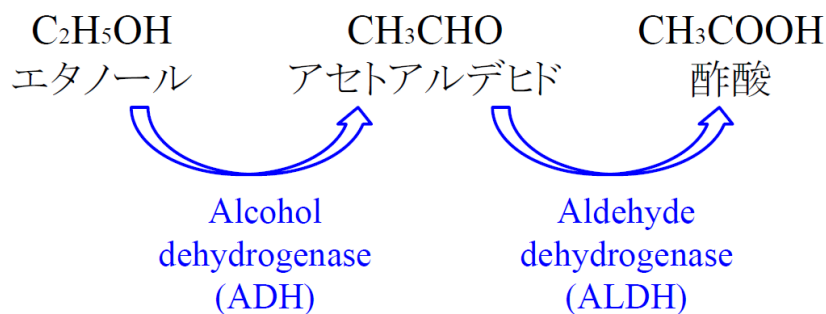 C₂H₅OH
エタノール
CH₃CHO
アセトアルデヒド
CH₃COOH
酢酸
Alcohol
dehydrogenase
(ADH)
Aldehyde
dehydrogenase
(ALDH)